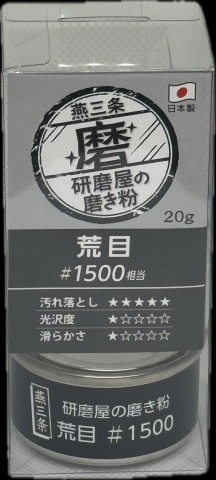 日本製
燕三条
磨
研磨屋の
磨き粉
20g
荒目
#1500相当
汚れ落とし ★★★★★
光沢度 ★☆☆☆☆
滑らかさ ★☆☆☆☆
燕三条
研磨屋の磨き粉
荒目 #1500